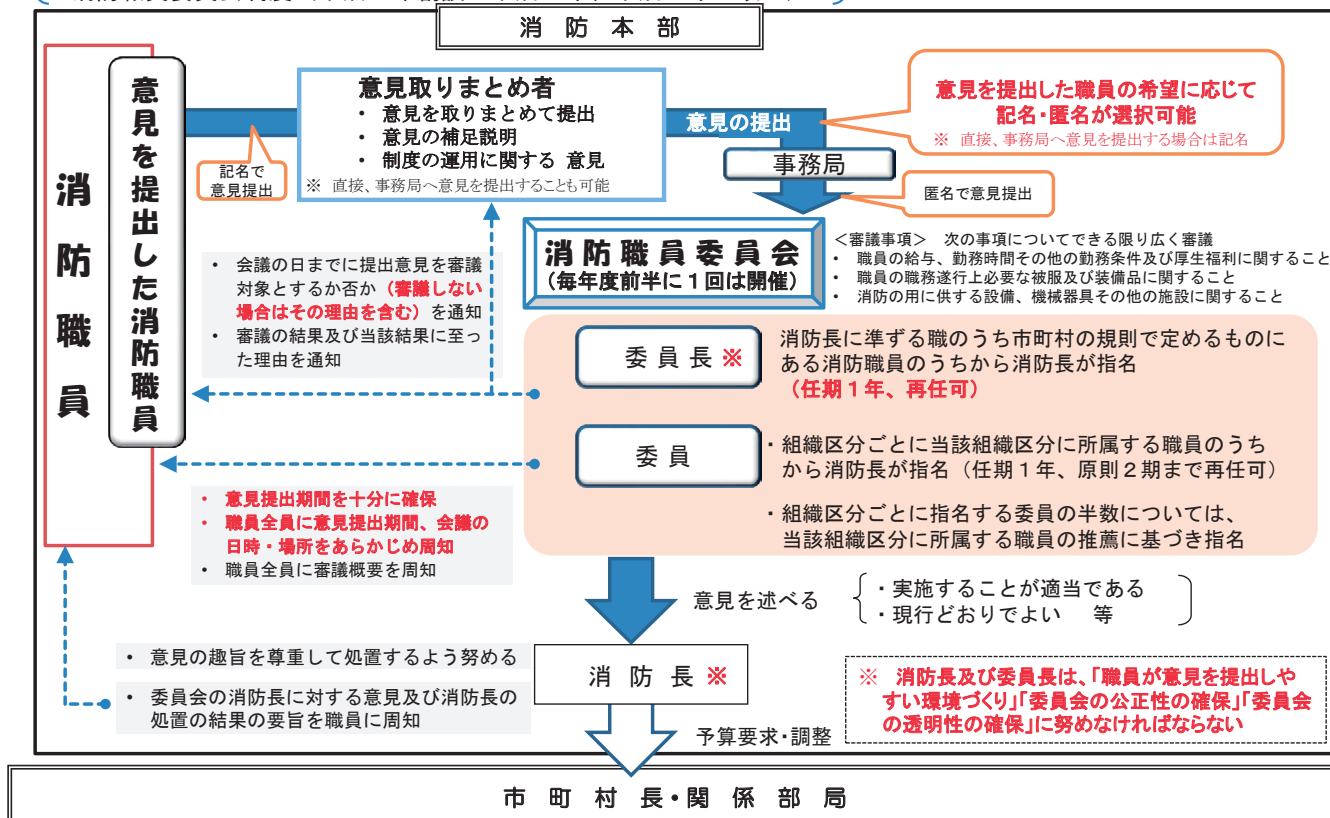 消防本部
消防職員
意見を提出した消防職員
記名で
意見提出
意見取りまとめ者
・ 意見を取りまとめて提出
・ 意見の補足説明
・ 制度の運用に関する 意見
※ 直接、事務局へ意見を提出することも可能
意見の提出
意見を提出した職員の希望に応じて
記名・匿名が選択可能
※ 直接、事務局へ意見を提出する場合は記名
事務局
匿名で意見提出
消防職員委員会
(毎年度前半に1回は開催)
<審議事項> 次の事項についてできる限り広く審議
・ 職員の給与、勤務時間その他の勤務条件及び厚生福利に関すること
・ 職員の職務遂行上必要な被服及び装備品に関すること
・ 消防の用に供する設備、機械器具その他の施設に関すること
・ 会議の日までに提出意見を審議
対象とするか否か(審議しない
場合はその理由を含む)を通知
・ 審議の結果及び当該結果に至っ
た理由を通知
委員長※
消防長に準ずる職のうち市町村の規則で定めるものに
ある消防職員のうちから消防長が指名
(任期1年、再任可)
委員
・組織区分ごとに当該組織区分に所属する職員のうち
から消防長が指名(任期1年、原則2期まで再任可)
・組織区分ごとに指名する委員の半数については、
当該組織区分に所属する職員の推薦に基づき指名
・ 意見提出期間を十分に確保
・ 職員全員に意見提出期間、会議の
日時・場所をあらかじめ周知
・ 職員全員に審議概要を周知
意見を述べる
・実施することが適当である
・現行どおりでよい 等
・ 意見の趣旨を尊重して処置するよう努める
・ 委員会の消防長に対する意見及び消防長の
処置の結果の要旨を職員に周知
消防長※
※ 消防長及び委員長は、「職員が意見を提出しや
すい環境づくり」「委員会の公正性の確保」「委員会
の透明性の確保」に努めなければならない
予算要求・調整
市町村長・関係部局